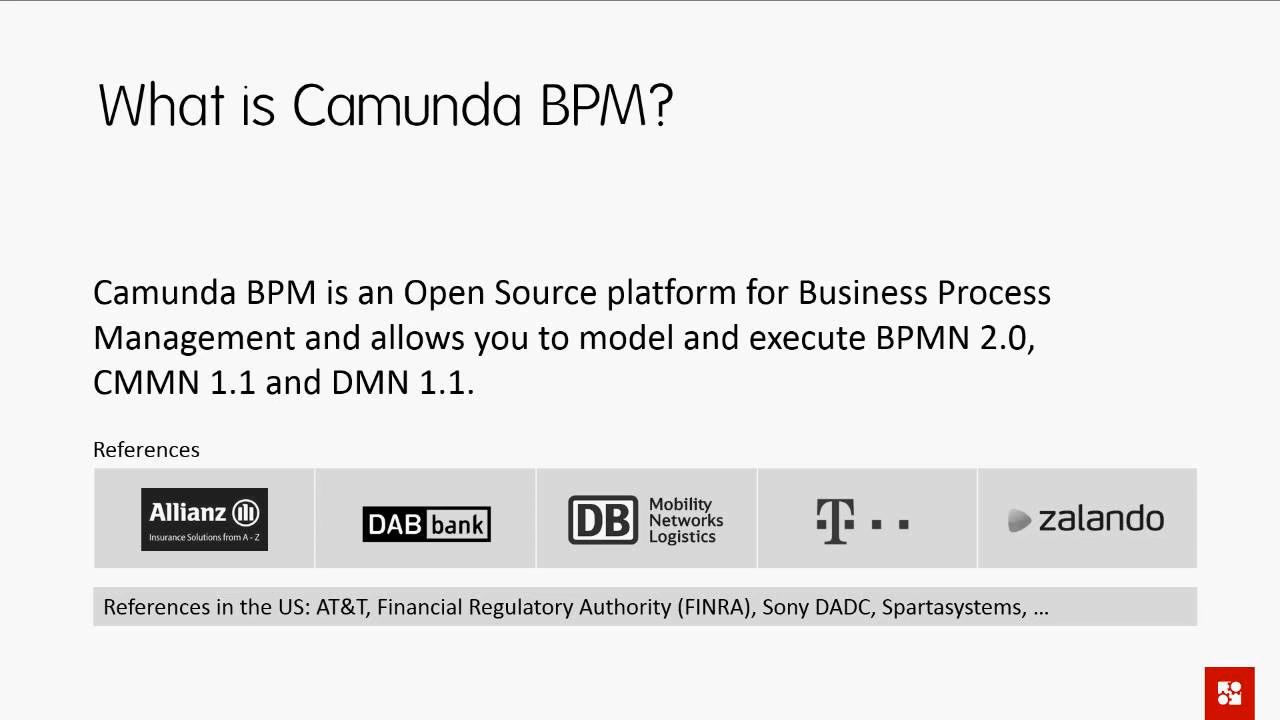 What is Camunda BPM?
Camunda BPM is an Open Source platform for Business Process
Management and allows you to model and execute BPMN 2.0,
CMMN 1.1 and DMN 1.1.
References
Allianz
Insurance Solutions from A - Z
DAB bank
DB
Mobility
Networks
Logistics
T
zalando
References in the US: AT&T, Financial Regulatory Authority (FINRA), Sony DADC, Spartasystems, ...